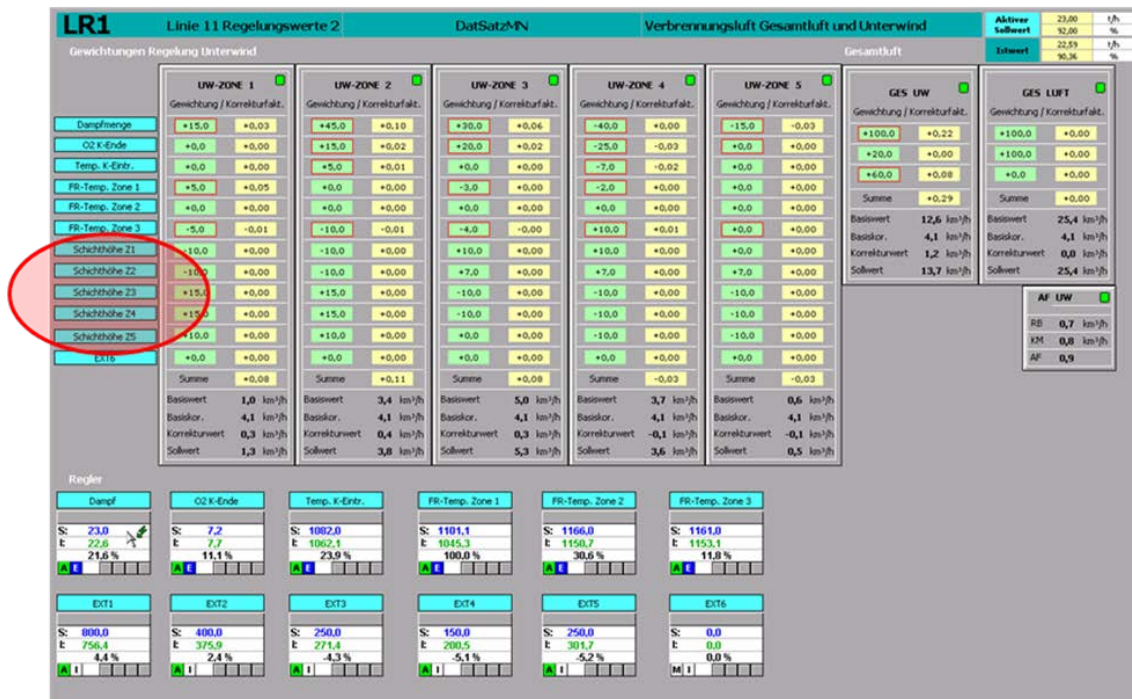 LR1 Linie 11 Regelungswerte 2 DatSatzMN Verbrennungsluft Gesamtluft und Unterwind
Aktiver Sollwert 23,00 t/h
92,00 %
Istwert 22,59 t/h
90,36 %
Gewichtungen Regelung Unterwind Gesamtluft
UW-ZONE 1 UW-ZONE 2 UW-ZONE 3 UW-ZONE 4 UW-ZONE 5
Gewichtung / Korrekturfakt. Gewichtung / Korrekturfakt. Gewichtung / Korrekturfakt. Gewichtung / Korrekturfakt. Gewichtung / Korrekturfakt.
Dampfmenge +15,0 +0,03 +45,0 +0,10 +30,0 +0,06 -40,0 +0,00 -15,0 -0,03
O2 K-Ende +0,0 +0,00 +15,0 +0,02 +20,0 +0,02 -25,0 -0,03 +0,0 +0,00
Temp. K-Eintr. +0,0 +0,00 +5,0 +0,01 +0,0 +0,00 -7,0 -0,02 +0,0 +0,00
FR-Temp. Zone 1 +5,0 +0,05 +0,0 +0,00 -3,0 +0,00 -2,0 +0,00 +0,0 +0,00
FR-Temp. Zone 2 +0,0 +0,00 +0,0 +0,00 +0,0 +0,00 +0,0 +0,00 +0,0 +0,00
FR-Temp. Zone 3 -5,0 -0,01 -10,0 -0,01 -4,0 -0,00 +10,0 +0,01 +0,0 +0,00
Schichthöhe Z1 -10,0 +0,00 -10,0 +0,00 +10,0 +0,00 +10,0 +0,00 +10,0 +0,00
Schichthöhe Z2 -10,0 +0,00 -10,0 +0,00 +7,0 +0,00 +7,0 +0,00 +7,0 +0,00
Schichthöhe Z3 +15,0 +0,00 +15,0 +0,00 -10,0 +0,00 -10,0 +0,00 -10,0 +0,00
Schichthöhe Z4 +15,0 +0,00 +15,0 +0,00 -10,0 +0,00 -10,0 +0,00 -10,0 +0,00
Schichthöhe Z5 +10,0 +0,00 +10,0 +0,00 +0,0 +0,00 -10,0 +0,00 -10,0 +0,00
EXT6 +0,0 +0,00 +0,0 +0,00 +0,0 +0,00 +0,0 +0,00 +0,0 +0,00
Summe +0,08 Summe +0,11 Summe +0,08 Summe -0,03 Summe -0,03
Basiswert 1,0 km³/h Basiswert 3,4 km³/h Basiswert 5,0 km³/h Basiswert 3,7 km³/h Basiswert 0,6 km³/h
Basiskor. 4,1 km³/h Basiskor. 4,1 km³/h Basiskor. 4,1 km³/h Basiskor. 4,1 km³/h Basiskor. 4,1 km³/h
Korrekturwert 0,3 km³/h Korrekturwert 0,4 km³/h Korrekturwert 0,3 km³/h Korrekturwert -0,1 km³/h Korrekturwert -0,1 km³/h
Sollwert 1,3 km³/h Sollwert 3,8 km³/h Sollwert 5,3 km³/h Sollwert 3,6 km³/h Sollwert 0,5 km³/h
GES UW GES LUFT
Gewichtung / Korrekturfakt. Gewichtung / Korrekturfakt.
+100,0 +0,22 +100,0 +0,00
+20,0 +0,00 +100,0 +0,00
+60,0 +0,08 +0,0 +0,00
Summe +0,29 Summe +0,00
Basiswert 12,6 km³/h Basiswert 25,4 km³/h
Basiskor. 4,1 km³/h Basiskor. 4,1 km³/h
Korrekturwert 1,2 km³/h Korrekturwert 0,0 km³/h
Sollwert 13,7 km³/h Sollwert 25,4 km³/h
AF UW
RB 0,7 km³/h
KM 0,8 km³/h
AF 0,9
Regler
Dampf O2 K-Ende Temp. K-Eintr. FR-Temp. Zone 1 FR-Temp. Zone 2 FR-Temp. Zone 3
S: 23,0 S: 7,2 S: 1082,0 S: 1101,1 S: 1166,0 S: 1161,0
I: 22,6 I: 7,7 I: 1062,1 I: 1045,3 I: 1150,7 I: 1153,1
21,6 % 11,1 % 23,9 % 100,0 % 30,6 % 11,8 %
A E A E A E A E A E A E
EXT1 EXT2 EXT3 EXT4 EXT5 EXT6
S: 800,0 S: 400,0 S: 250,0 S: 150,0 S: 250,0 S: 0,0
I: 756,4 I: 375,9 I: 271,4 I: 200,5 I: 301,7 I: 0,0
4,4 % 2,4 % -4,3 % -5,1 % -5,2 % 0,0 %
A I A I A I A I A I M I